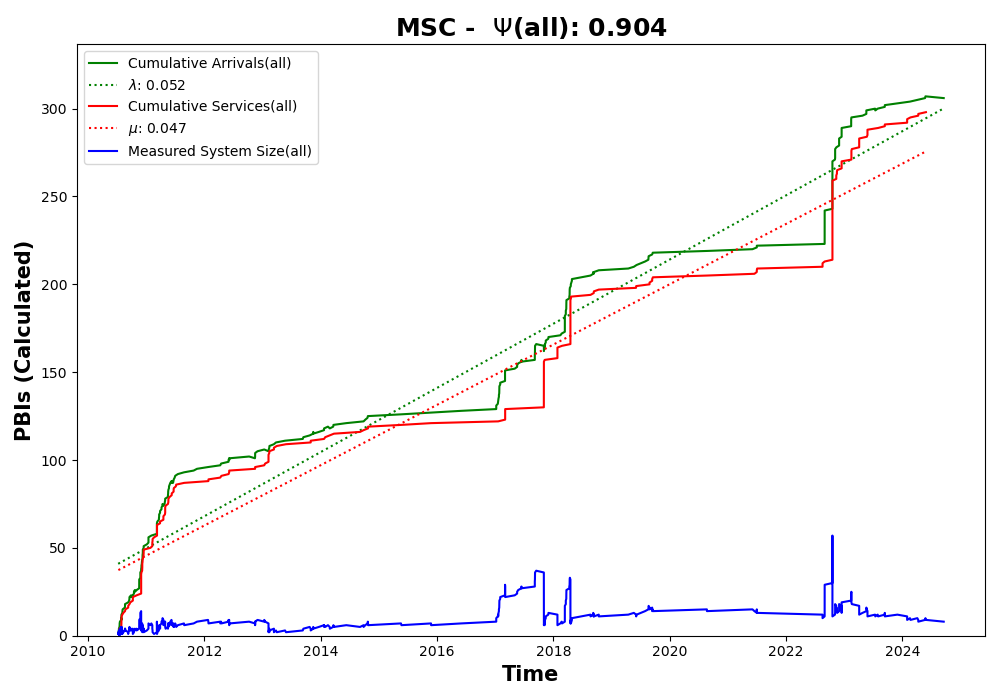 MSC -  Ψ(all): 0.904
Cumulative Arrivals(all)
λ: 0.052
Cumulative Services(all)
μ: 0.047
Measured System Size(all)
PBIs (Calculated)
300
250
200
150
100
50
0
2010 2012 2014 2016 2018 2020 2022 2024
Time